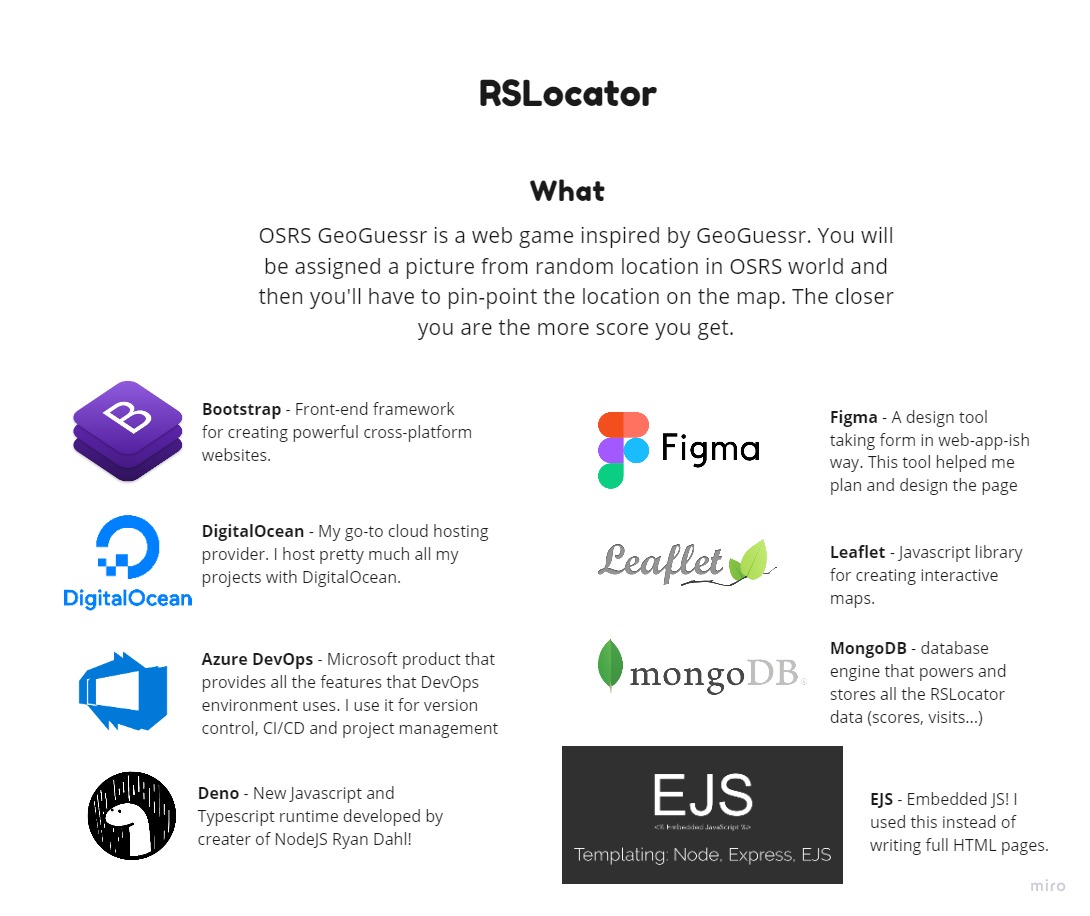 RSLocator
What
OSRS GeoGuessr is a web game inspired by GeoGuessr. You will
be assigned a picture from random location in OSRS world and
then you'll have to pin-point the location on the map. The closer
you are the more score you get.
B
Bootstrap - Front-end framework
for creating powerful cross-platform
websites.
Figma
Figma - A design tool
taking form in web-app-ish
way. This tool helped me
plan and design the page
DigitalOcean
DigitalOcean - My go-to cloud hosting
provider. I host pretty much all my
projects with DigitalOcean.
Leaflet
Leaflet - Javascript library
for creating interactive
maps.
Azure DevOps - Microsoft product that
provides all the features that DevOps
environment uses. I use it for version
control, CI/CD and project management
mongoDB
MongoDB - database
engine that powers and
stores all the RSLocator
data (scores, visits...)
Deno - New Javascript and
Typescript runtime developed by
creater of NodeJS Ryan Dahl!
EJS
<% Embedded JavaScript %>
Templating: Node, Express, EJS
EJS - Embedded JS! I
used this instead of
writing full HTML pages.
miro